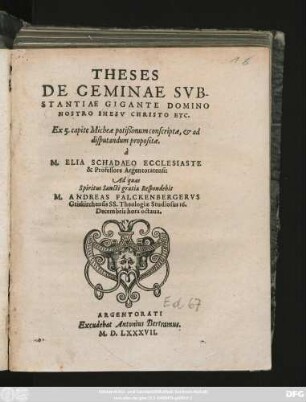 THESES
DE GEMINAE SVB-
STANTIAE GIGANTE DOMINO
NOSTRO IHESV CHRISTO ETC.
Ex 5. capite Micheæ potissimum conscriptæ, & ad
disputandum propositæ.
à
M. ELIA SCHADAEO ECCLESIASTE
& Professore Argentoratensi:
Ad quas
Spiritus sancti gratia Respondebit
M. ANDREAS FALCKENBERGERVS
SS. Theologiæ Studiosus 16.
Decembris hora octaua.
ARGENTORATI
Excudebat Antonius Bertramus.
M. D. LXXXVII.
Ed 67